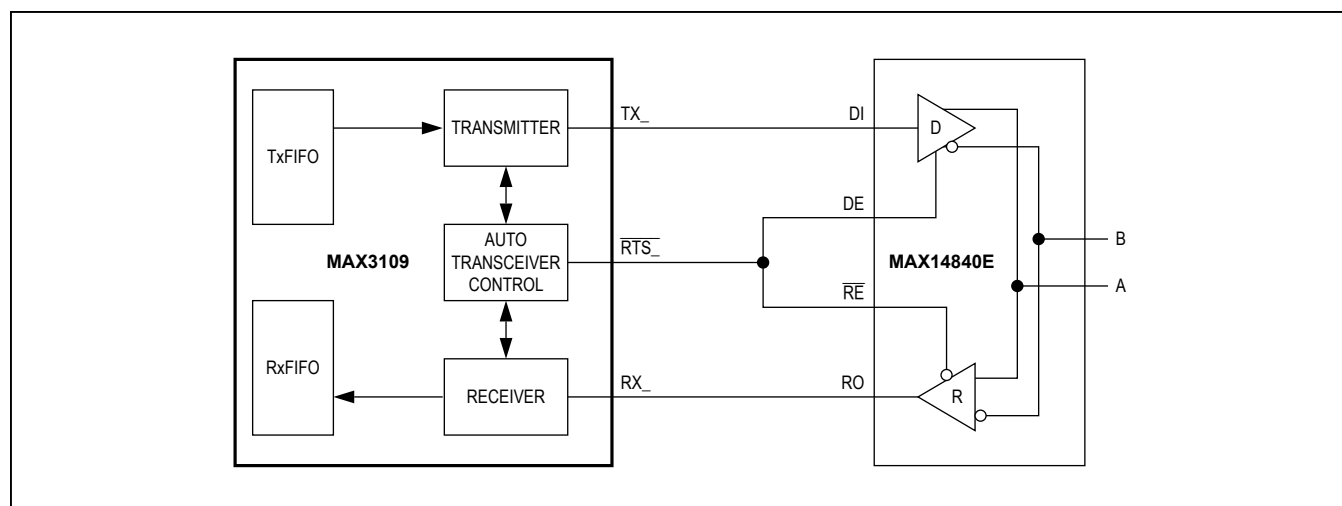 TxFIFO
TRANSMITTER
TX_
DI
D
DE
AUTO
TRANSCEIVER
CONTROL
RTS_
MAX3109
MAX14840E
B
A
RE
RxFIFO
RECEIVER
RX_
RO
R